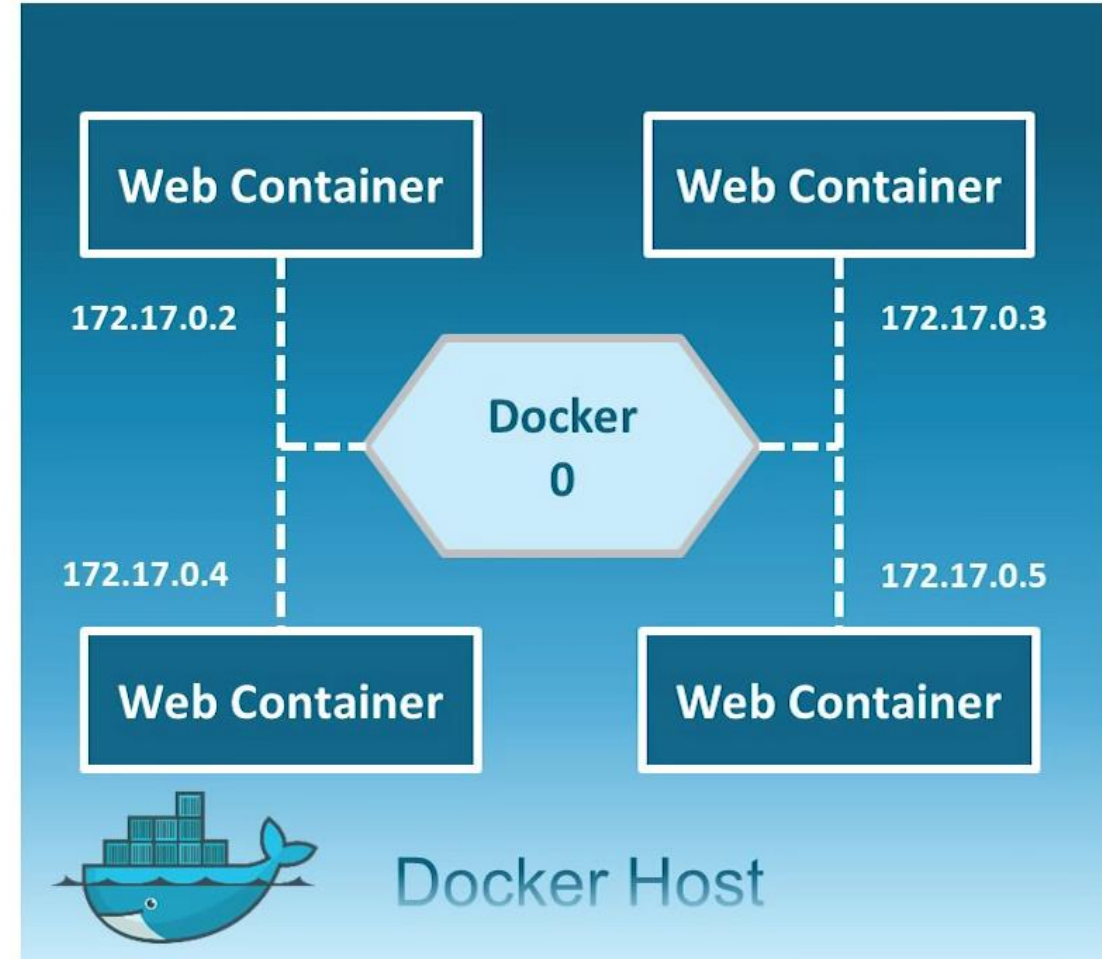 Web Container
Web Container
172.17.0.2
172.17.0.3
Docker
0
172.17.0.4
172.17.0.5
Web Container
Web Container
Docker Host